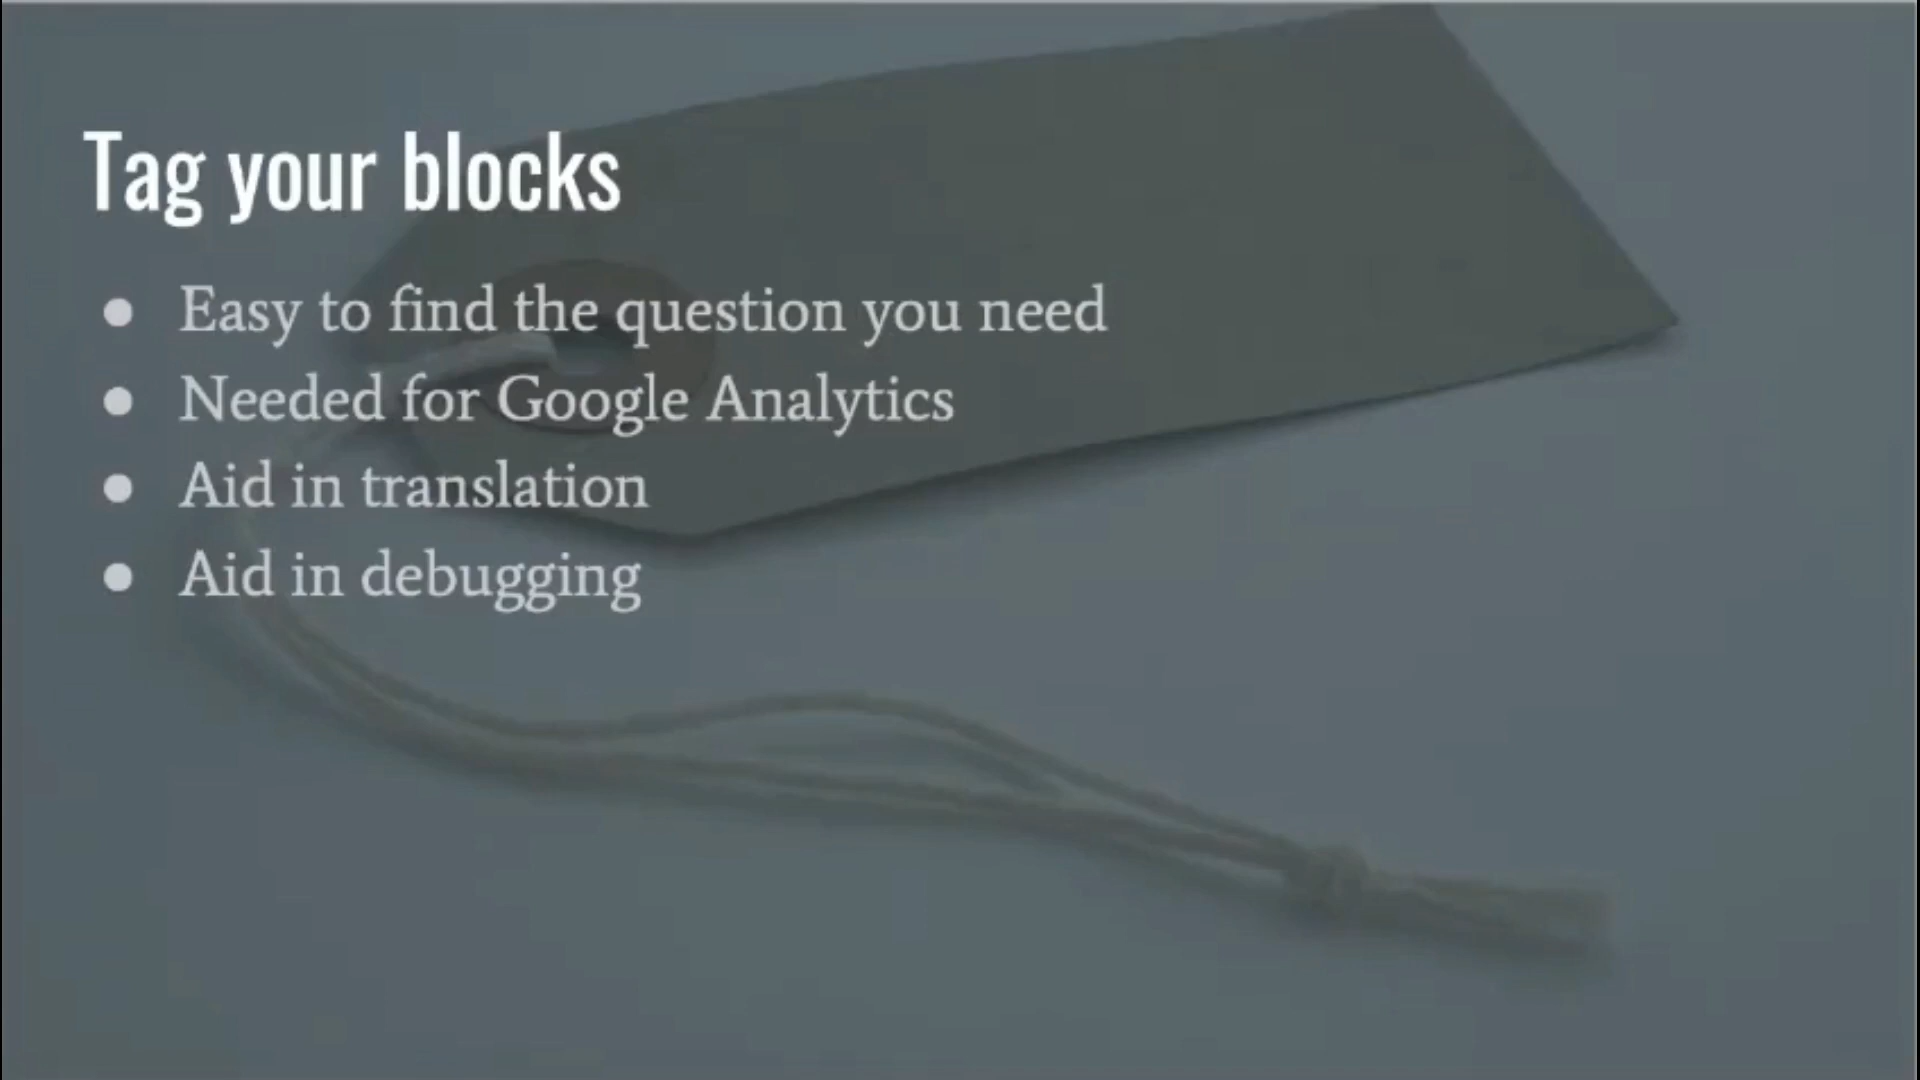 Tag your blocks
● Easy to find the question you need
● Needed for Google Analytics
● Aid in translation
● Aid in debugging